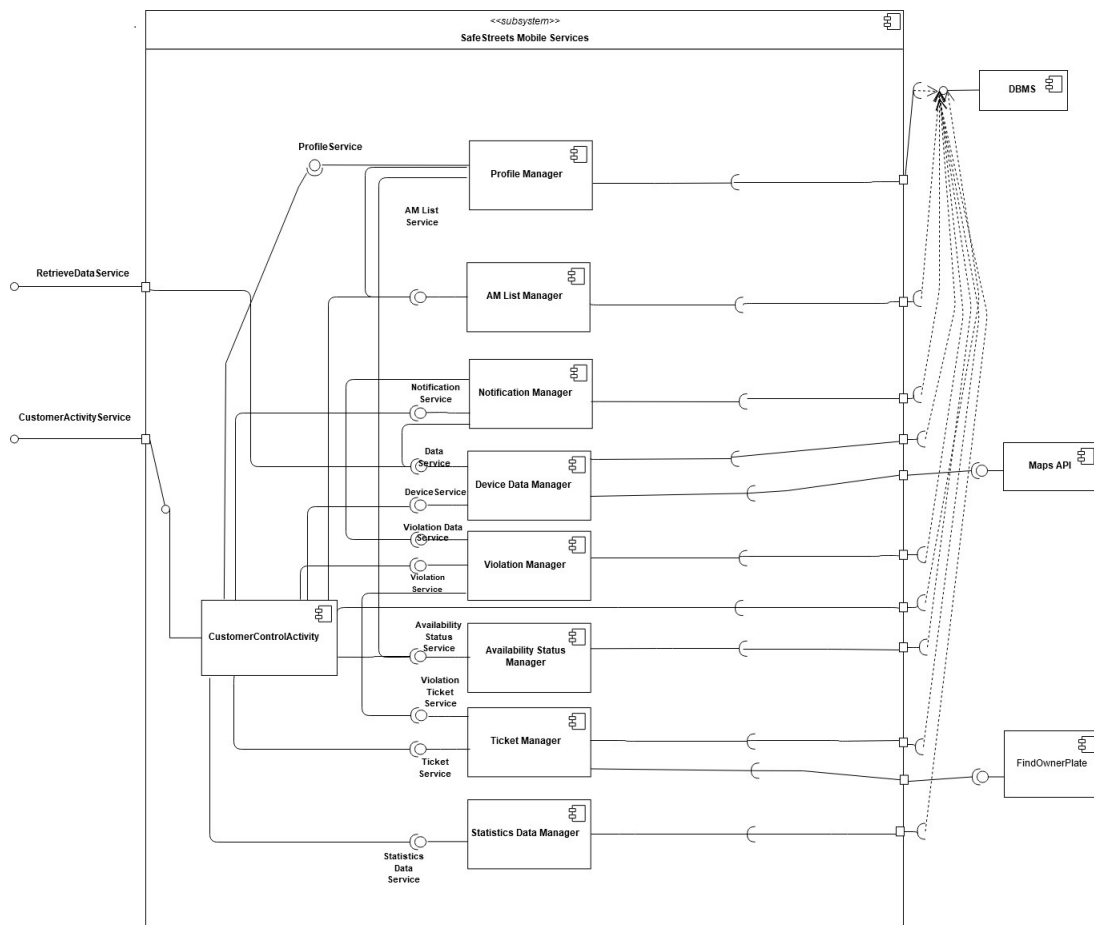 <<subsystem>>
SafeStreets Mobile Services
DBMS
ProfileService
Profile Manager
AM List
Service
RetrieveDataService
AM List Manager
Notification
Service
Notification Manager
CustomerActivityService
Data
Service
Device Data Manager
Maps API
DeviceService
Violation Data
Service
Violation Manager
Violation
Service
CustomerControlActivity
Availability
Status
Service
Availability Status
Manager
Violation
Ticket
Service
Ticket Manager
Ticket
Service
FindOwnerPlate
Statistics Data Manager
Statistics
Data
Service